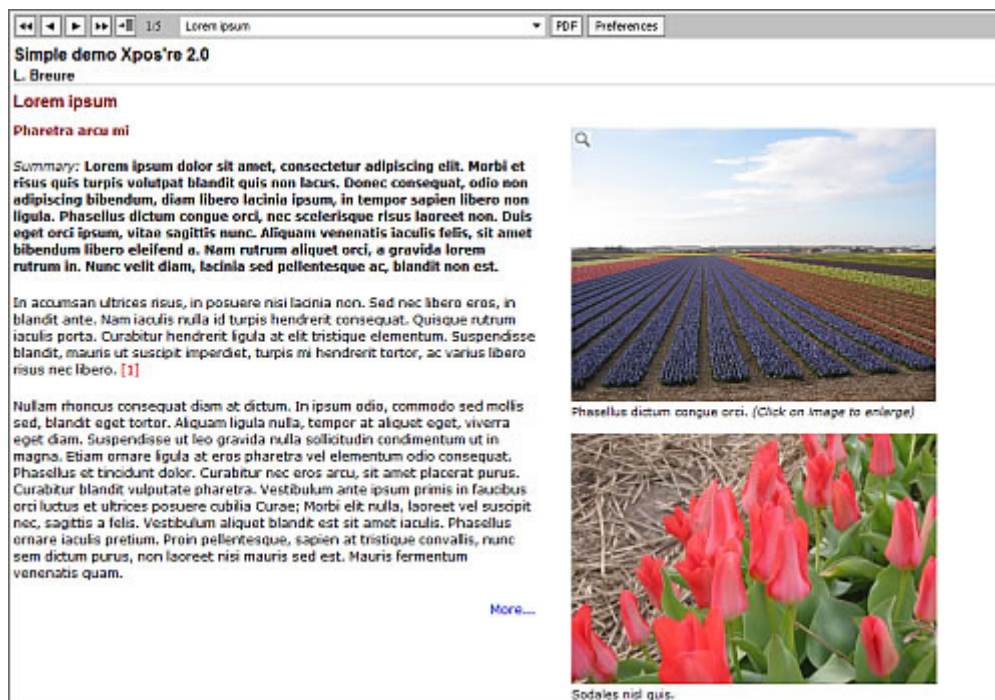 1/5 Lorem ipsum PDF Preferences
Simple demo Xpos're 2.0
L. Breure
Lorem ipsum
Pharetra arcu mi
Summary: Lorem ipsum dolor sit amet, consectetur adipiscing elit. Morbi et
risus quis turpis volutpat blandit quis non lacus. Donec consequat, odio non
adipiscing bibendum, diam libero lacinia ipsum, in tempor sapien libero non
ligula. Phasellus dictum congue orci, nec scelerisque risus laoreet non. Duis
eget orci ipsum, vitae sagittis nunc. Aliquam venenatis iaculis felis, sit amet
bibendum libero eleifend a. Nam rutrum aliquet orci, a gravida lorem
rutrum in. Nunc velit diam, lacinia sed pellentesque ac, blandit non est.
In accumsan ultrices risus, in posuere nisi lacinia non. Sed nec libero eros, in
blandit ante. Nam iaculis nulla id turpis hendrerit consequat. Quisque rutrum
iaculis porta. Curabitur hendrerit ligula at elit tristique elementum. Suspendisse
blandit, mauris ut suscipit imperdiet, turpis mi hendrerit tortor, ac varius libero
risus nec libero. [1]
Nullam rhoncus consequat diam at dictum. In ipsum odio, commodo sed mollis
sed, blandit eget tortor. Aliquam ligula nulla, tempor at aliquet eget, viverra
eget diam. Suspendisse ut leo gravida nulla sollicitudin condimentum ut in
magna. Etiam ornare ligula at eros pharetra vel elementum odio consequat.
Phasellus et tincidunt dolor. Curabitur nec eros arcu, sit amet placerat purus.
Curabitur blandit vulputate pharetra. Vestibulum ante ipsum primis in faucibus
orci luctus et ultrices posuere cubilia Curae; Morbi elit nulla, laoreet vel suscipit
nec, sagittis a felis. Vestibulum aliquet blandit est sit amet iaculis. Phasellus
ornare iaculis pretium. Proin pellentesque, sapien at tristique convallis, nunc
sem dictum purus, non laoreet nisi mauris sed est. Mauris fermentum
venenatis quam.
More...
Phasellus dictum congue orci. (Click on image to enlarge)
Sodales nisl quis.